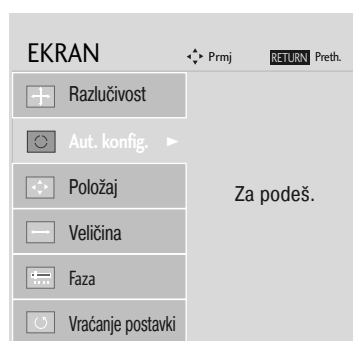 EKRAN
Prmj RETURN Preth.
Razlučivost
Aut. konfig.
Položaj
Za podeš.
Veličina
Faza
Vraćanje postavki